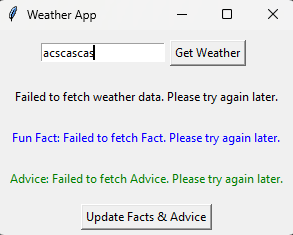 Weather App
acscascas
Get Weather
Failed to fetch weather data. Please try again later.
Fun Fact: Failed to fetch Fact. Please try again later.
Advice: Failed to fetch Advice. Please try again later.
Update Facts & Advice